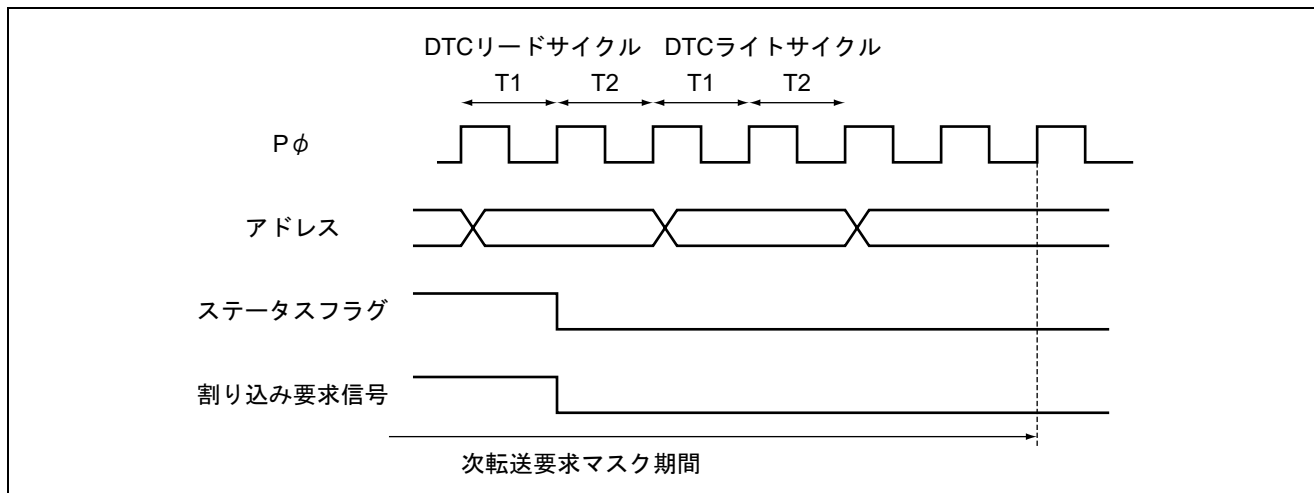 DTCリードサイクル DTCライトサイクル
T1 T2 T1 T2
Pφ
アドレス
ステータスフラグ
割り込み要求信号
次転送要求マスク期間